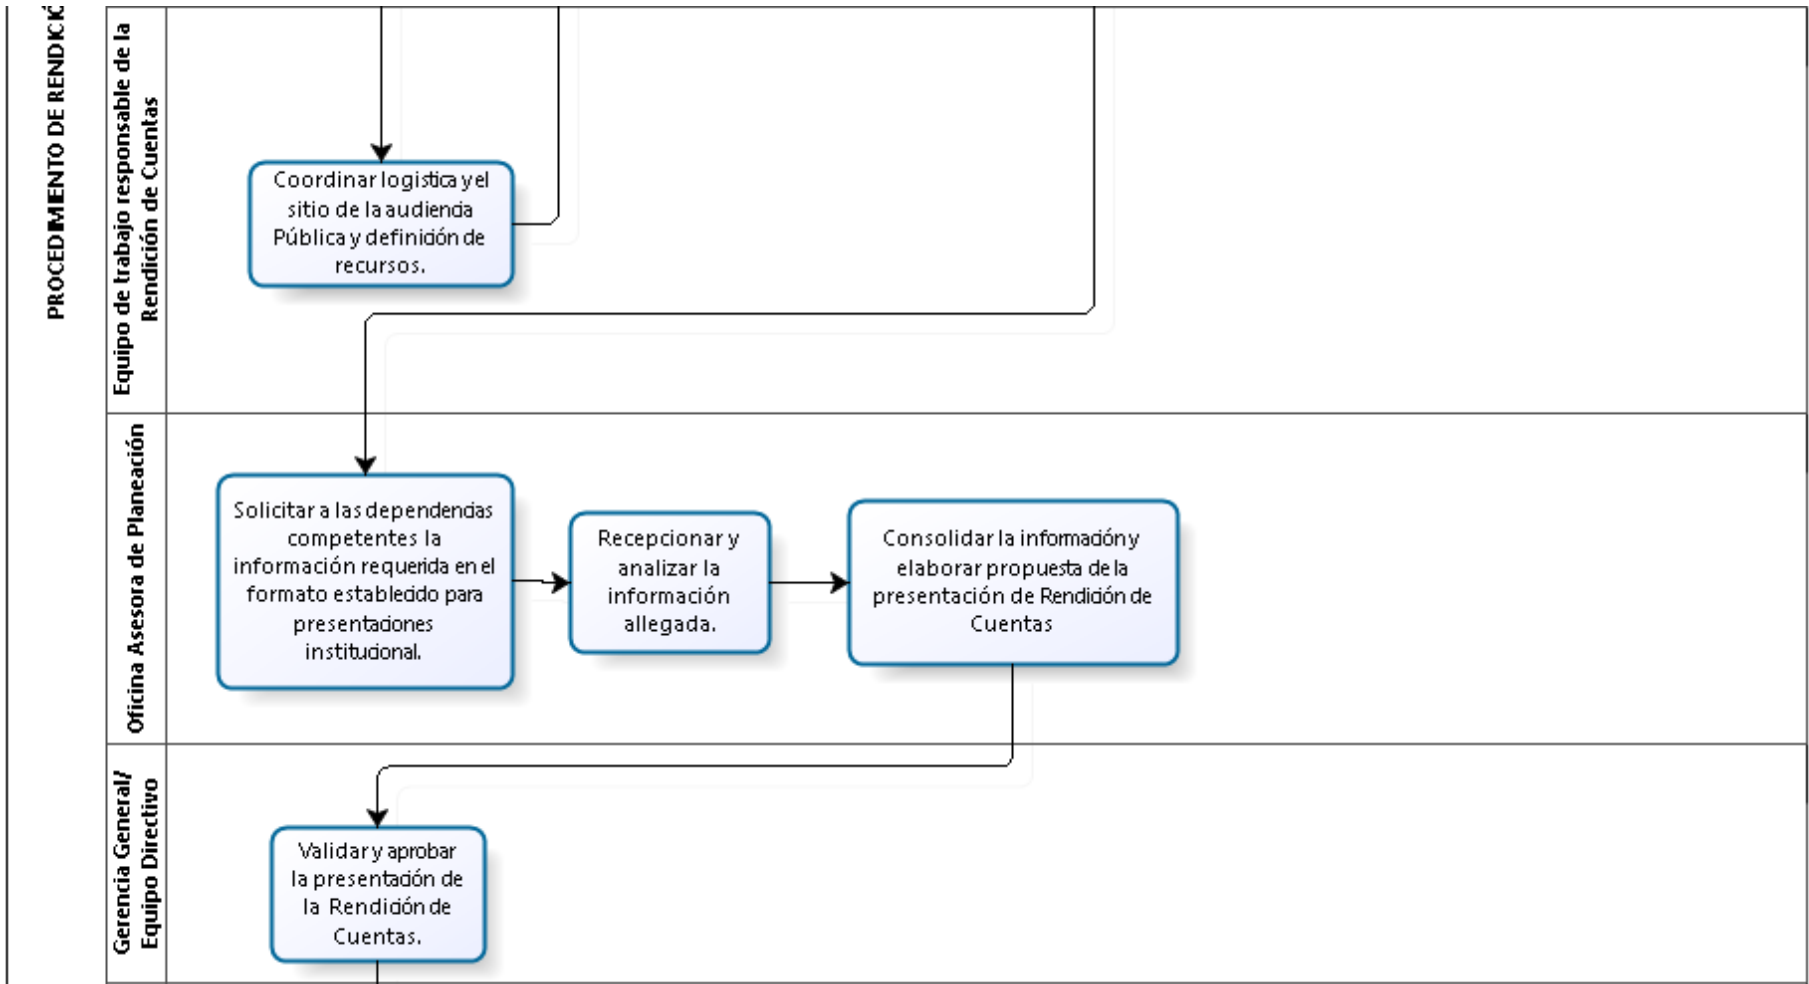 PROCEDIMIENTO DE RENDICIÓ
Equipo de trabajo responsable de la
Rendición de Cuentas
Coordinar logistica y el
sitio de la audiencia
Pública y definición de
recursos.
Oficina Asesora de Planeación
Solicitar a las dependencias
competentes la
información requerida en el
formato establecido para
presentaciones
institucional.
Recepcionar y
analizar la
información
allegada.
Consolidar la información y
elaborar propuesta de la
presentación de Rendición de
Cuentas
Gerencia General/
Equipo Directivo
Validar y aprobar
la presentación de
la Rendición de
Cuentas.